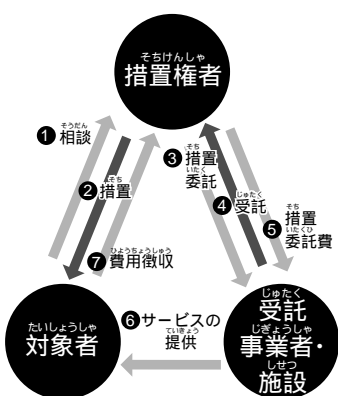 そちけんしゃ
措置権者
そうだん
❶相談
そち
❷措置
そち
❸措置
いたく
委託
じゅたく
❹受託
そち
❺措置
いたくひ
委託費
ひようちょうしゅう
❼費用徴収
たいしょうしゃ
対象者
❻サービスの
ていきょう
提供
じゅたく
受託
じぎょうしゃ
事業者・
しせつ
施設